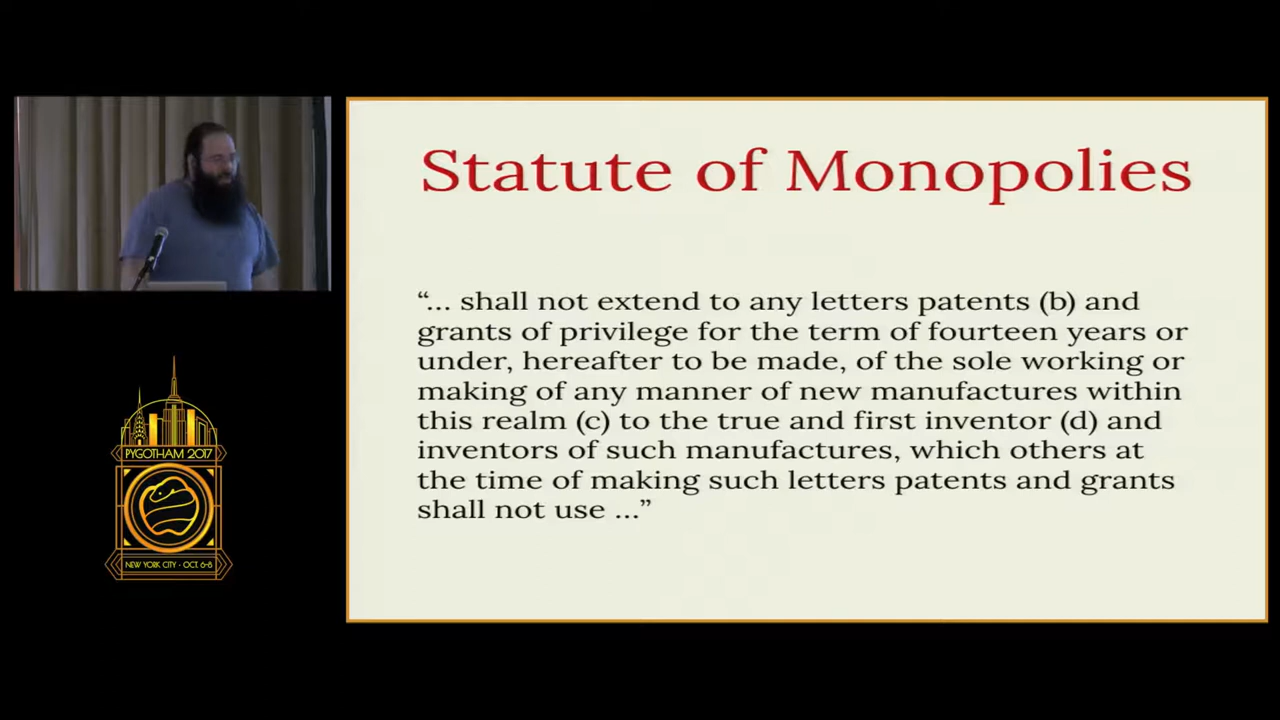 Statute of Monopolies
“… shall not extend to any letters patents (b) and
grants of privilege for the term of fourteen years or
under, hereafter to be made, of the sole working or
making of any manner of new manufactures within
this realm (c) to the true and first inventor (d) and
inventors of such manufactures, which others at
the time of making such letters patents and grants
shall not use …”
PYGOTHAM 2017
NEW YORK CITY • OCT. 6-8